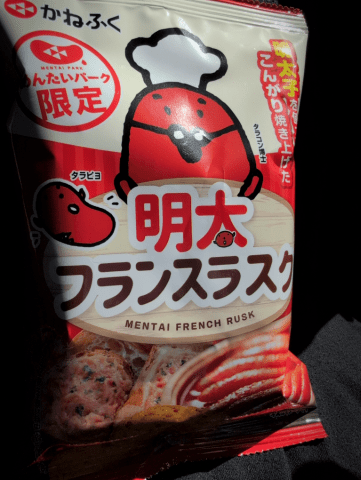 かねふく
MENTAI PARK
めんたいパーク
限定
明太子
こんがり焼き上げた
タラコン博士
タラピヨ
明太
フランスラスク
MENTAI FRENCH RUSK